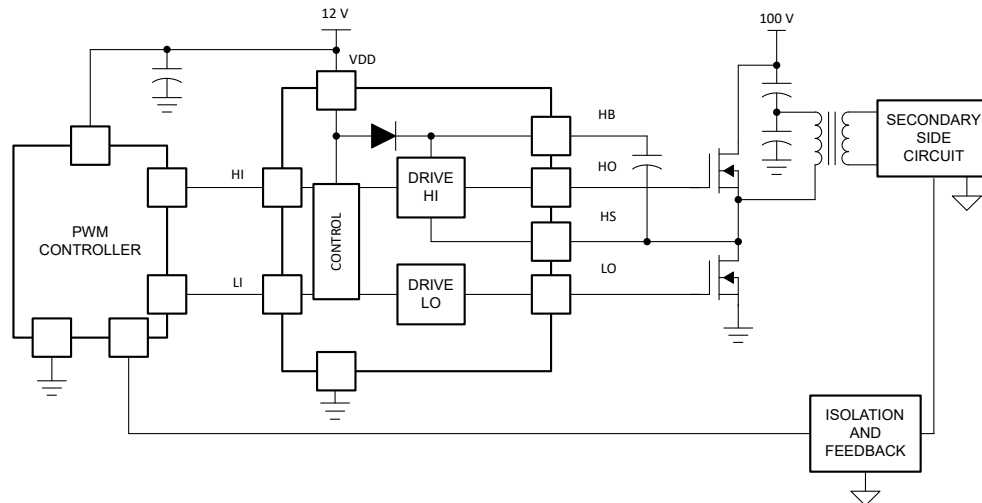 12 V
100 V
VDD
HB
SECONDARY
SIDE
CIRCUIT
HI
DRIVE
HI
HO
PWM
CONTROLLER
CONTROL
HS
LI
DRIVE
LO
LO
ISOLATION
AND
FEEDBACK